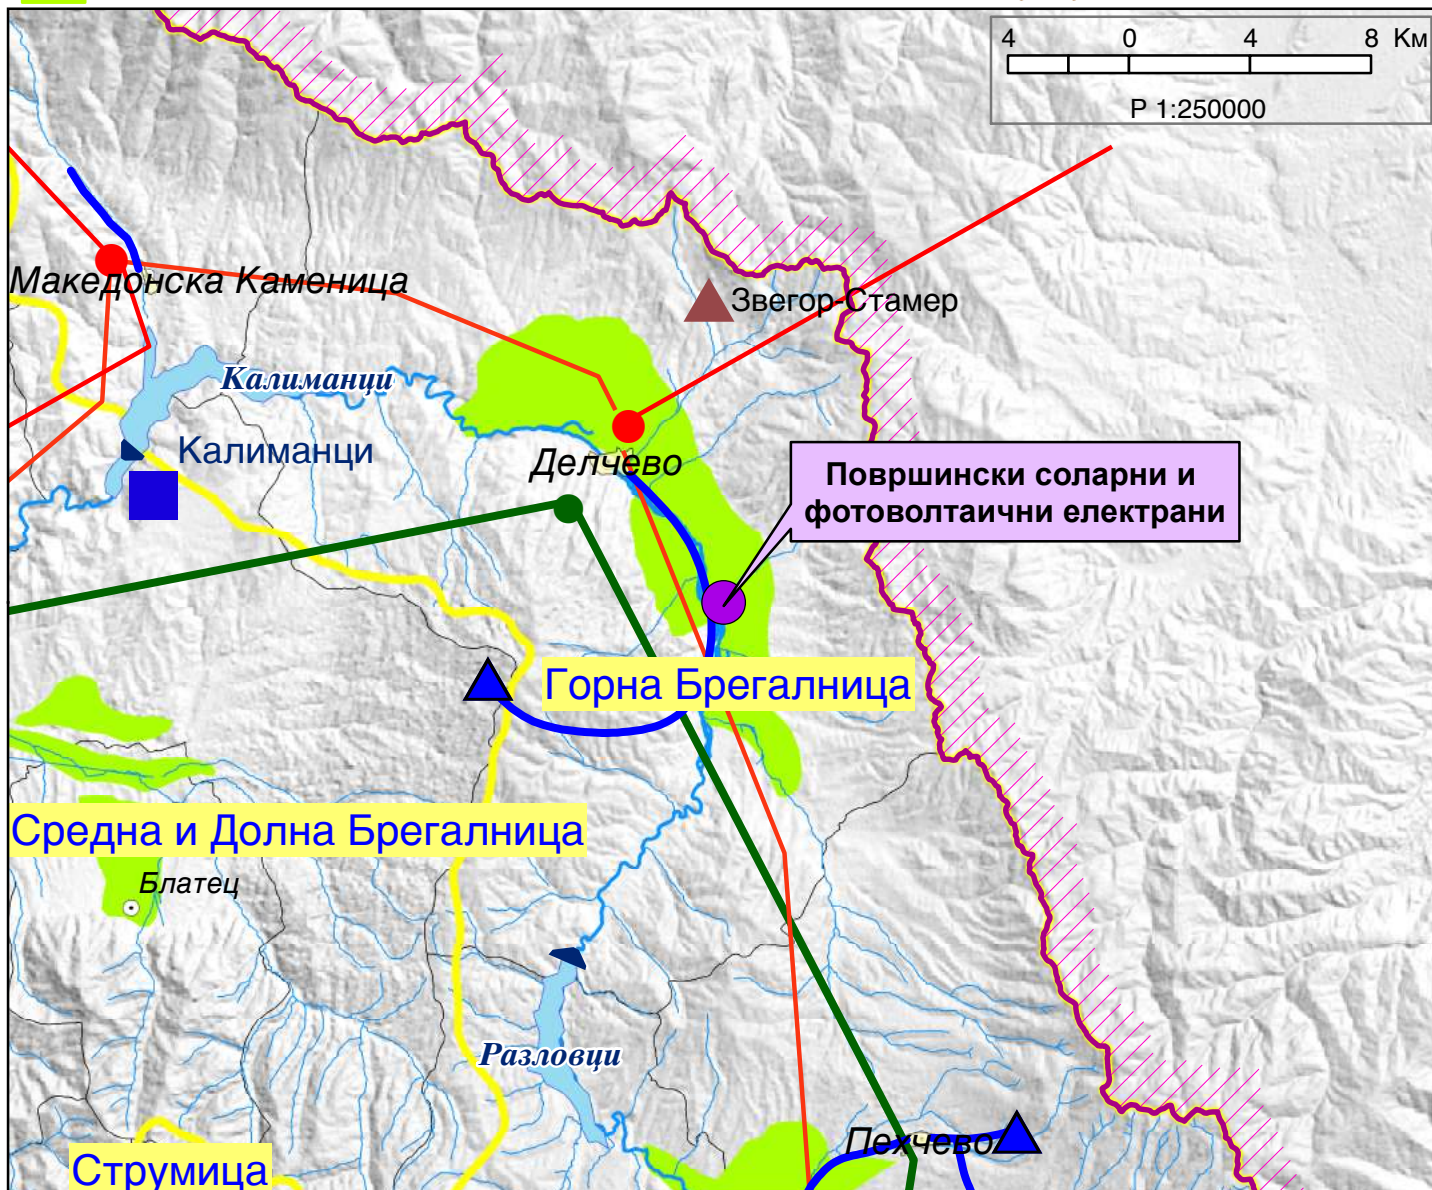 4 0 4 8 Км
Р 1:250000
Македонска Каменица
Звегор-Стамер
Калиманци
Калиманци
Делчево
Површински соларни и
фотоволтаични електрани
Горна Брегалница
Средна и Долна Брегалница
Блатец
Разловци
Пехчево
Струмица